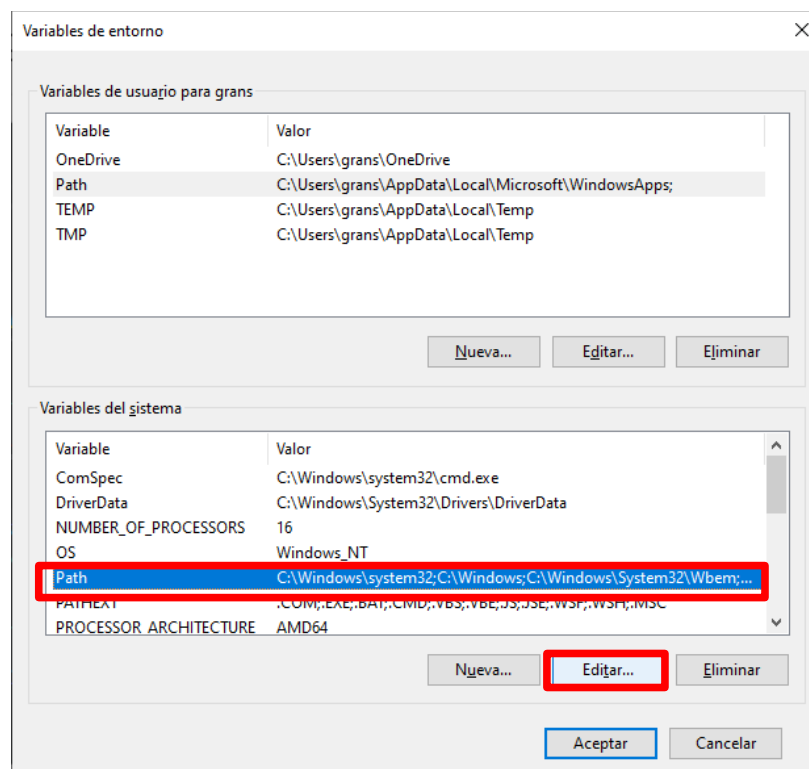 Variables de entorno
Variables de usuario para grans
Variable Valor
OneDrive C:\Users\grans\OneDrive
Path C:\Users\grans\AppData\Local\Microsoft\WindowsApps;
TEMP C:\Users\grans\AppData\Local\Temp
TMP C:\Users\grans\AppData\Local\Temp
Nueva... Editar... Eliminar
Variables del sistema
Variable Valor
ComSpec C:\Windows\system32\cmd.exe
DriverData C:\Windows\System32\Drivers\DriverData
NUMBER_OF_PROCESSORS 16
OS Windows_NT
Path C:\Windows\system32;C:\Windows;C:\Windows\System32\Wbem;...
PATHEXT .COM;.EXE;.BAT;.CMD;.VBS;.VBE;.JS;.JSE;.WSF;.WSH;.MSC
PROCESSOR_ARCHITECTURE AMD64
Nueva... Editar... Eliminar
Aceptar Cancelar